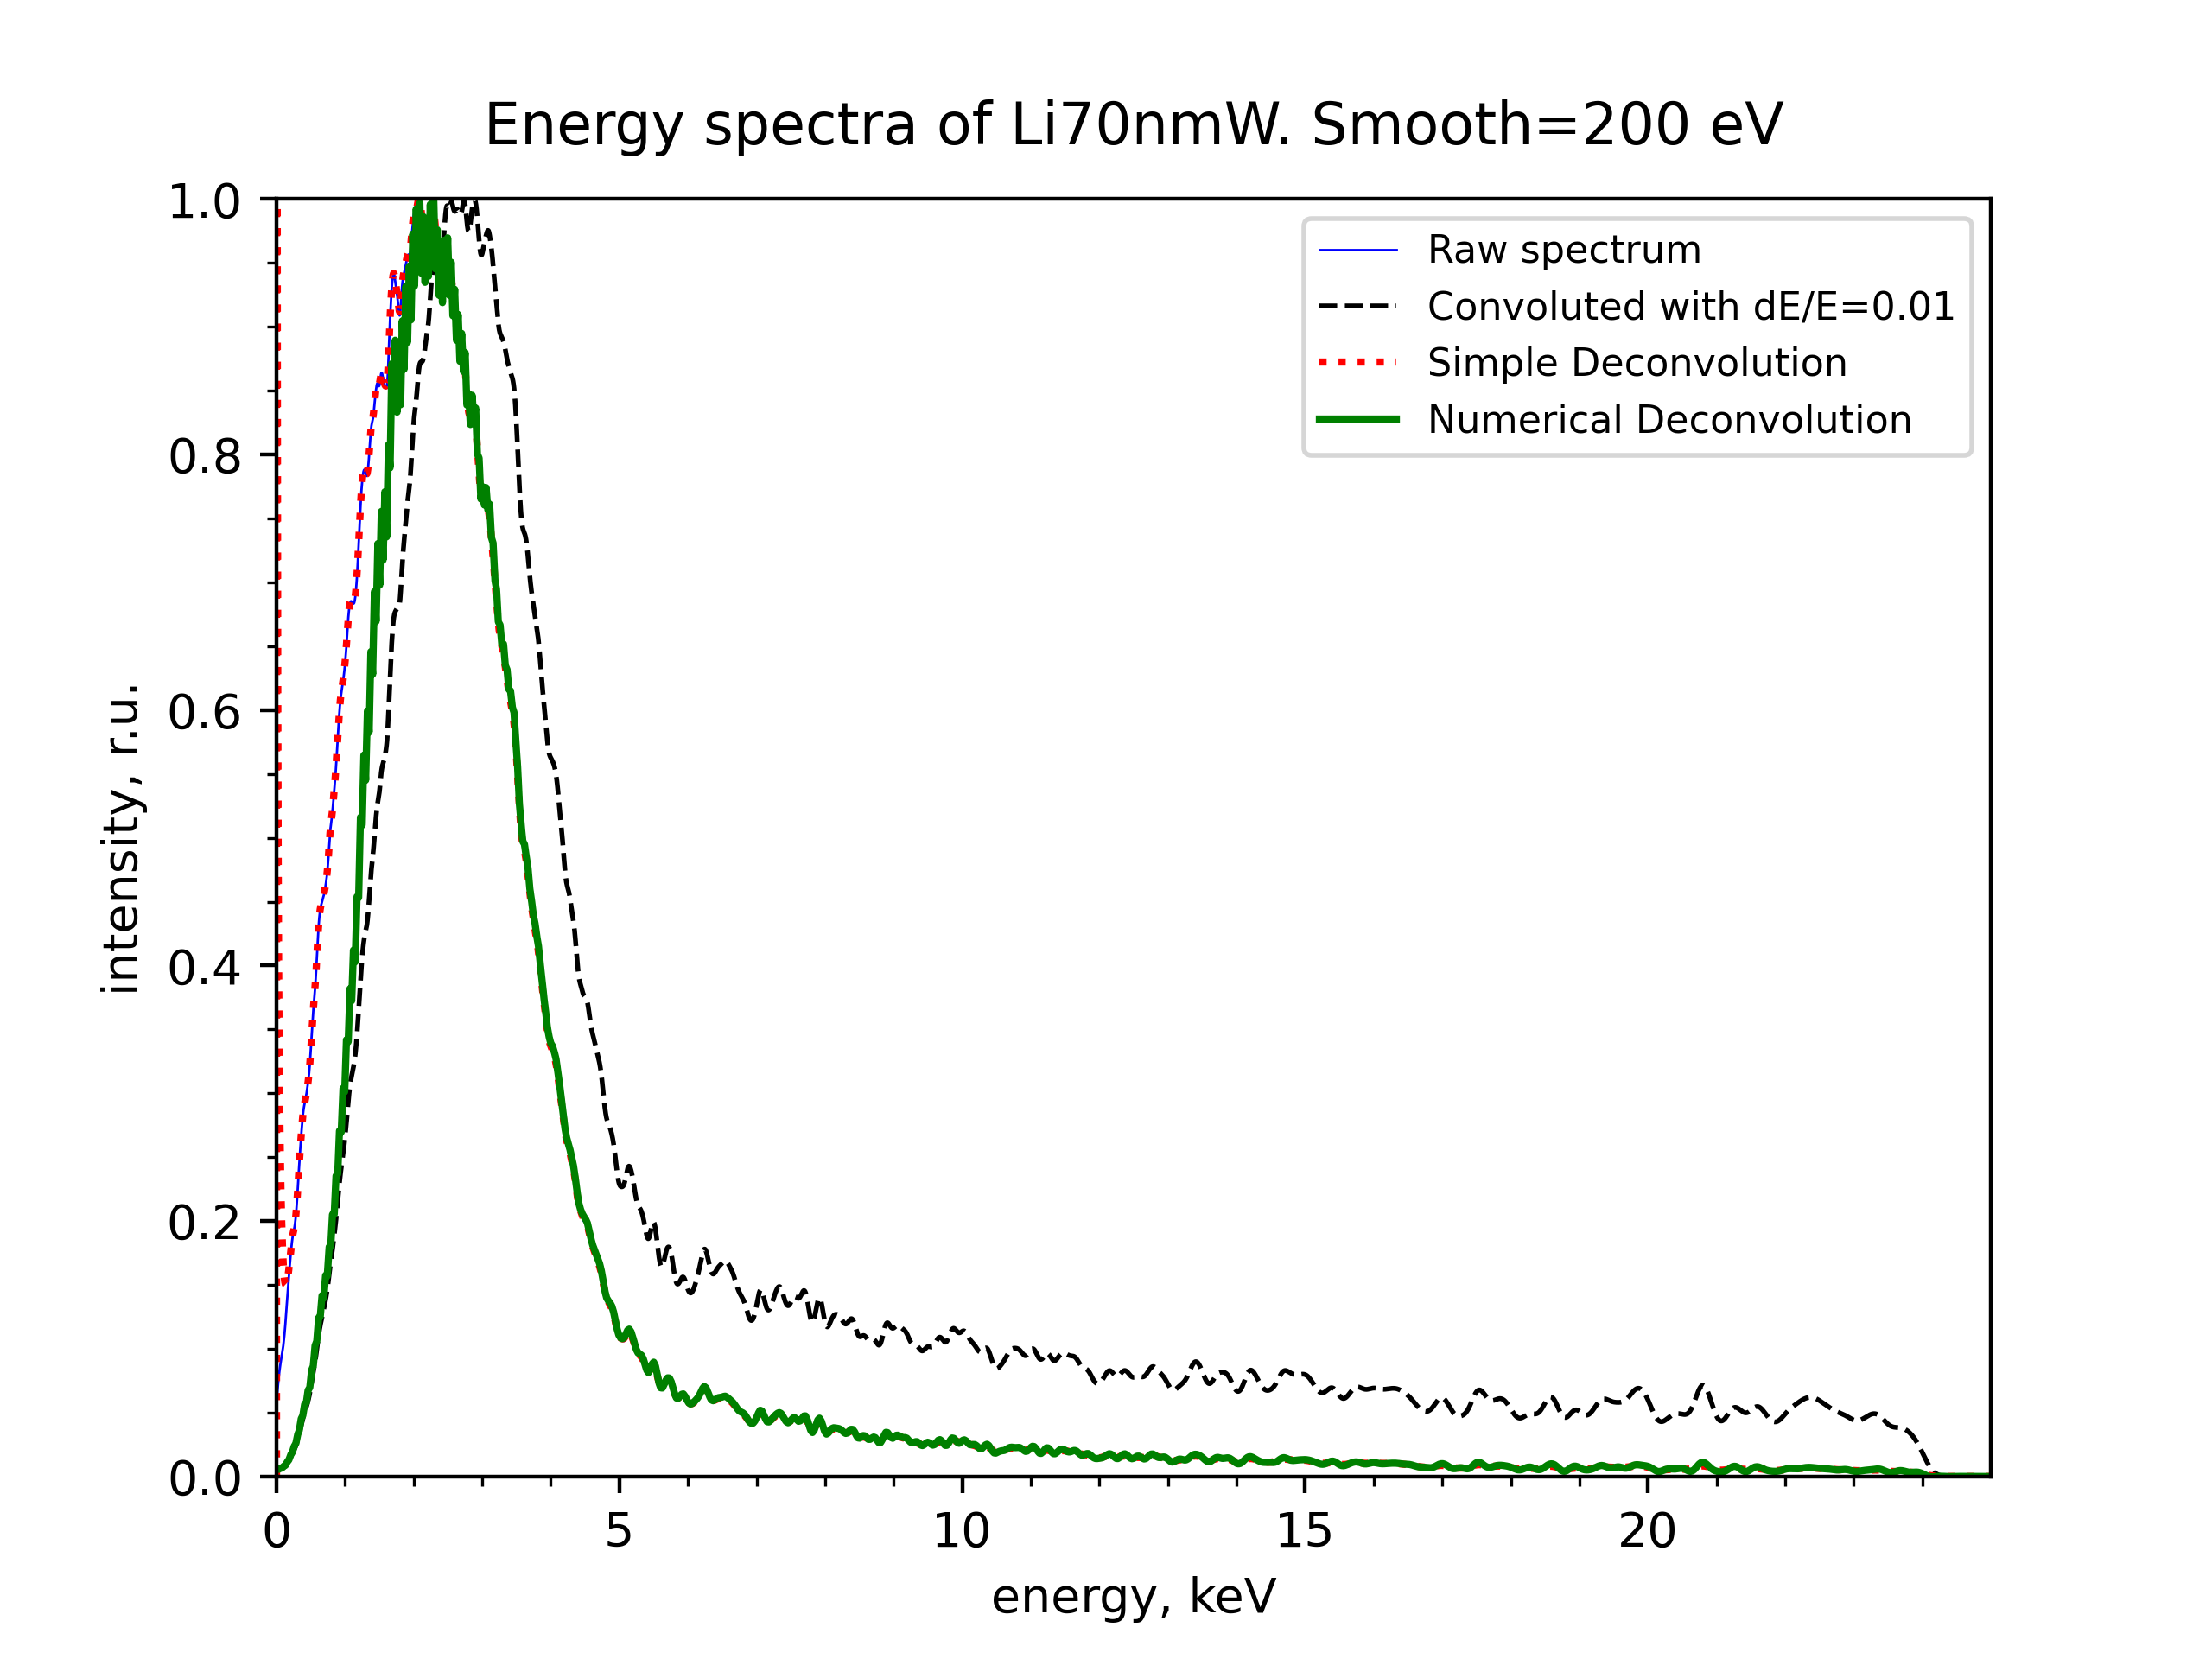 Energy spectra of Li70nmW. Smooth=200 eV
1.0
0.8
0.6
0.4
0.2
0.0
intensity, r.u.
Raw spectrum
Convoluted with dE/E=0.01
Simple Deconvolution
Numerical Deconvolution
0 5 10 15 20
energy, keV